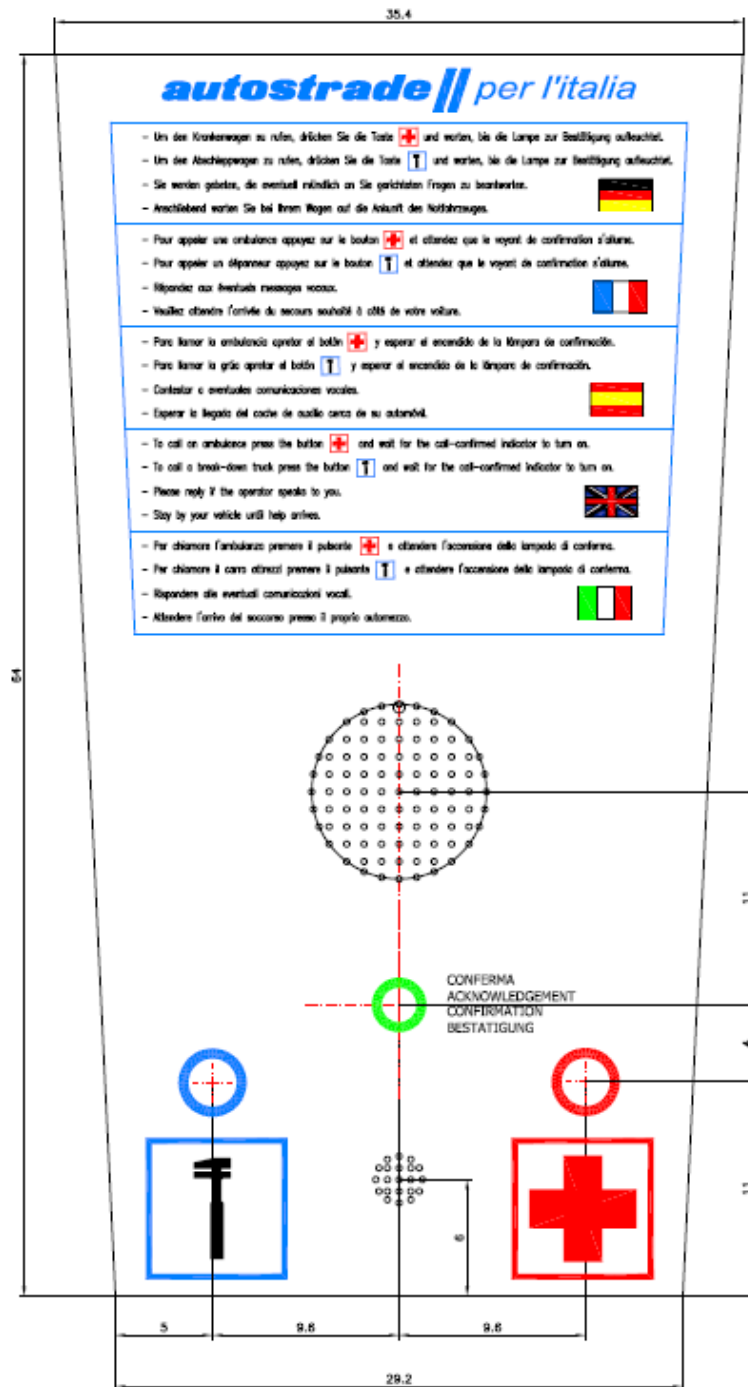 35.4
autostrade // per l'italia
- Um den Krankenwagen zu rufen, drücken Sie die Taste und warten, bis die Lampe zur Bestätigung aufleuchtet.
- Um den Abschleppwagen zu rufen, drücken Sie die Taste und warten, bis die Lampe zur Bestätigung aufleuchtet.
- Sie werden gebeten, die eventuell mündlich an Sie gerichteten Fragen zu beantworten.
- Anschliebend warten Sie bei Ihrem Wagen auf die Ankunft des Notfahrzeuges.
- Pour appeler une ambulance appuyez sur le bouton et attendez que le voyant de confirmation s'allume.
- Pour appeler un dépanneur appuyez sur le bouton et attendez que le voyant de confirmation s'allume.
- Répondez aux éventuels messages vocaux.
- Veuillez attendre l'arrivée du secours souhaité à côté de votre voiture.
- Para llamar la ambulancia apretar el botón y esperar el encendido de la lámpara de confirmación.
- Para llamar la grúa apretar el botón y esperar el encendido de la lámpara de confirmación.
- Contestar a eventuales comunicaciones vocales.
- Esperar la llegada del coche de auxilio cerca de su automóvil.
- To call an ambulance press the button and wait for the call-confirmed indicator to turn on.
- To call a break-down truck press the button and wait for the call-confirmed indicator to turn on.
- Please reply if the operator speaks to you.
- Stay by your vehicle until help arrives.
- Per chiamare l'ambulanza premere il pulsante e attendere l'accensione della lampada di conferma.
- Per chiamare il carro attrezzi premere il pulsante e attendere l'accensione della lampada di conferma.
- Rispondere alle eventuali comunicazioni vocali.
- Attendere l'arrivo del soccorso presso il proprio automezzo.
64
11
CONFERMA
ACKNOWLEDGEMENT
CONFIRMATION
BESTATIGUNG
4
11
6
5
9.6
9.6
29.2